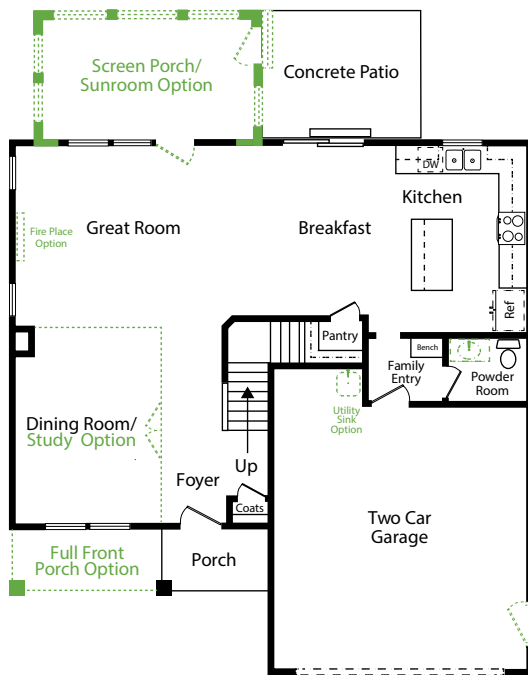 Screen Porch/
Sunroom Option
Concrete Patio
DW
Kitchen
Great Room
Breakfast
Fire Place
Option
Ref
Pantry
Bench
Family
Entry
Powder
Room
Utility
Sink
Option
Dining Room/
Study Option
Up
Foyer
Coats
Two Car
Garage
Full Front
Porch Option
Porch